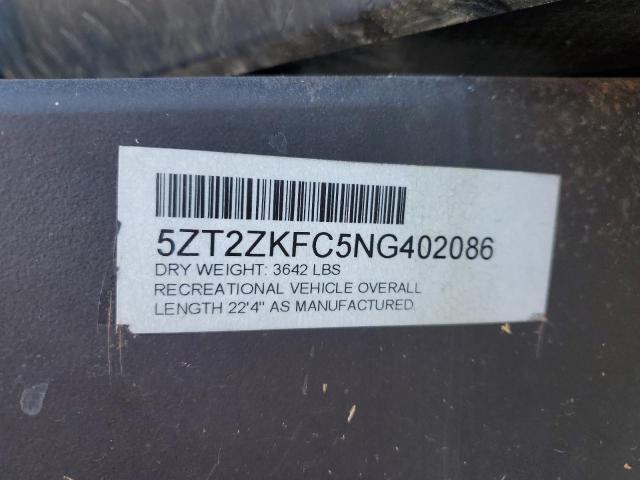 5ZT2ZKFC5NG402086
DRY WEIGHT: 3642 LBS
RECREATIONAL VEHICLE OVERALL
LENGTH 22'4" AS MANUFACTURED.